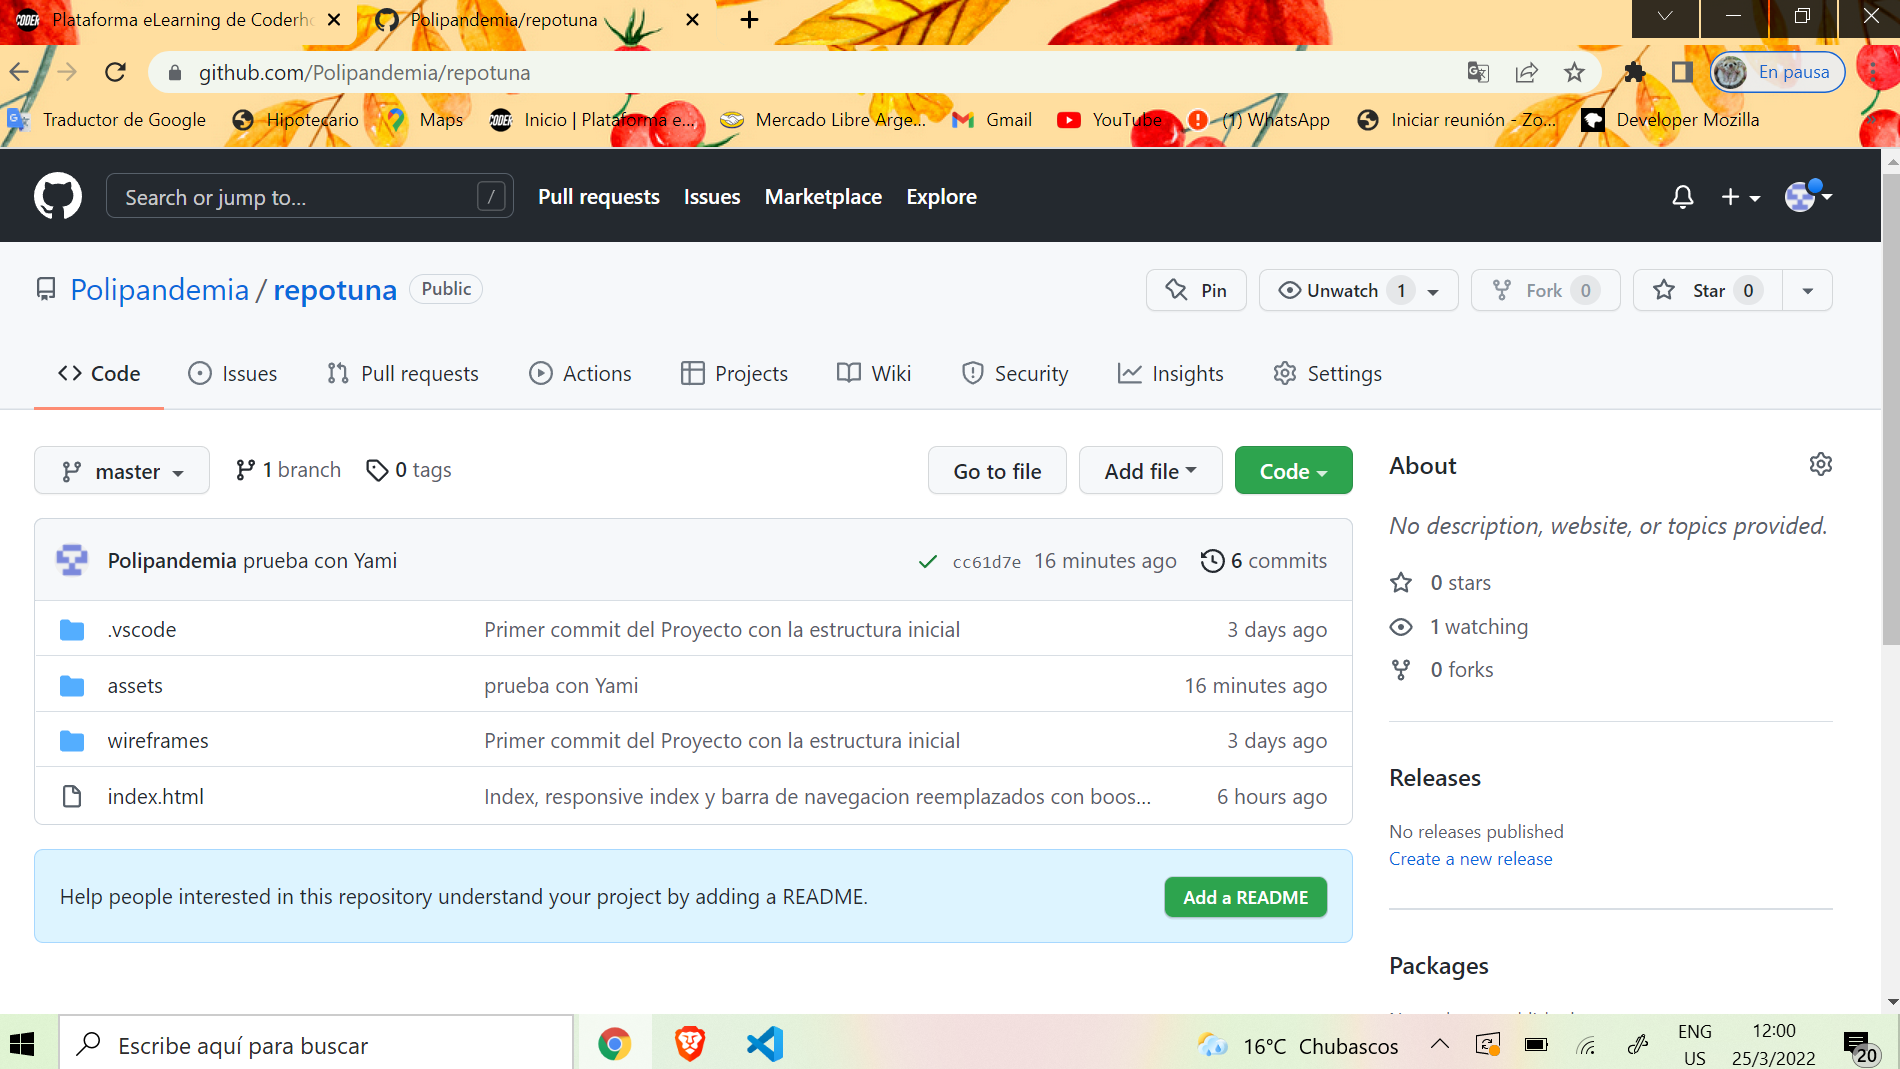 CODER Plataforma eLearning de Coderho
Polipandemia/repotuna
github.com/Polipandemia/repotuna
En pausa
Traductor de Google
Hipotecario
Maps
CODER Inicio | Plataforma e...
Mercado Libre Arge...
Gmail
YouTube
(1) WhatsApp
Iniciar reunión - Zo...
Developer Mozilla
Search or jump to... /
Pull requests Issues Marketplace Explore
Polipandemia / repotuna Public
Pin
Unwatch 1
Fork 0
Star 0
Code Issues Pull requests Actions Projects Wiki Security Insights Settings
master 1 branch 0 tags
Go to file Add file Code
Polipandemia prueba con Yami cc61d7e 16 minutes ago 6 commits
.vscode Primer commit del Proyecto con la estructura inicial 3 days ago
assets prueba con Yami 16 minutes ago
wireframes Primer commit del Proyecto con la estructura inicial 3 days ago
index.html Index, responsive index y barra de navegacion reemplazados con boos... 6 hours ago
Help people interested in this repository understand your project by adding a README. Add a README
About
No description, website, or topics provided.
0 stars
1 watching
0 forks
Releases
No releases published
Create a new release
Packages
Escribe aquí para buscar
16°C Chubascos
ENG
US
12:00
25/3/2022
20